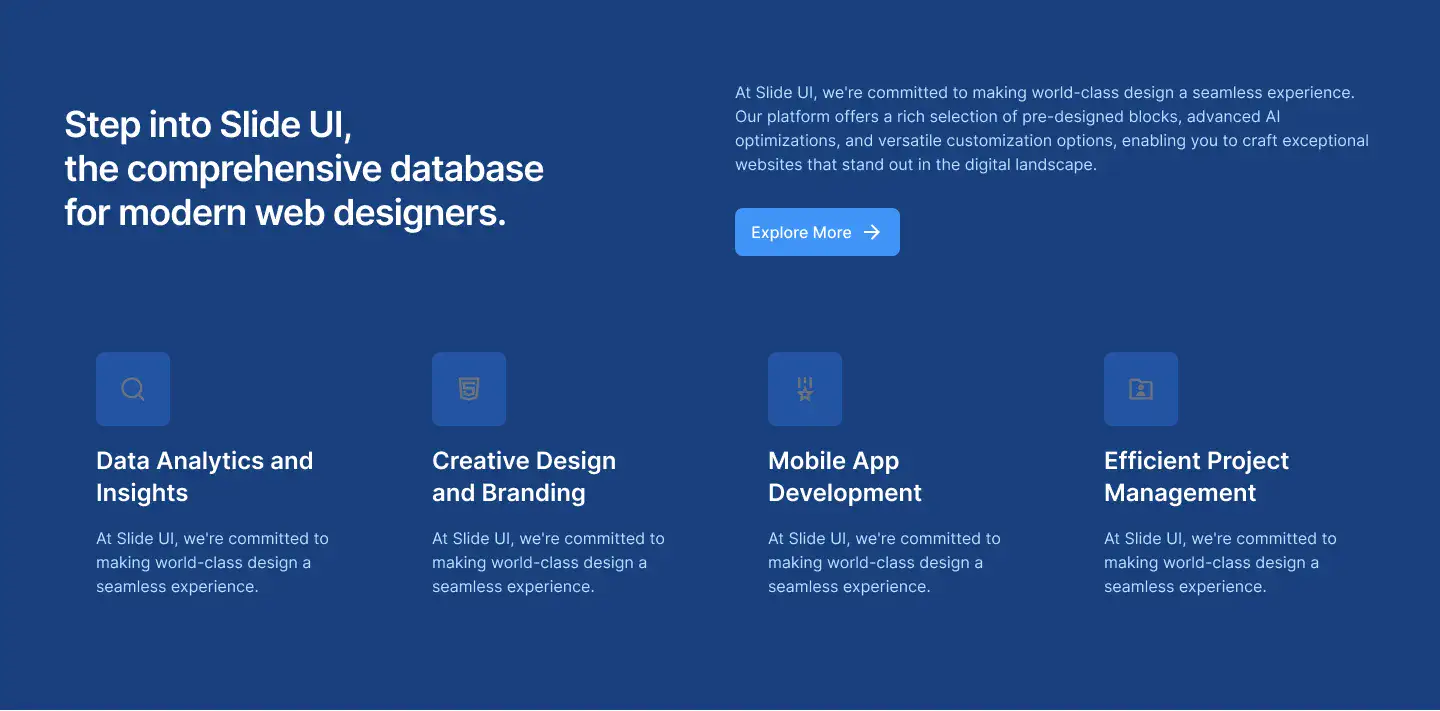 Step into Slide UI,
the comprehensive database
for modern web designers.
At Slide UI, we're committed to making world-class design a seamless experience.
Our platform offers a rich selection of pre-designed blocks, advanced AI
optimizations, and versatile customization options, enabling you to craft exceptional
websites that stand out in the digital landscape.
Explore More
Data Analytics and
Insights
At Slide UI, we're committed to
making world-class design a
seamless experience.
Creative Design
and Branding
At Slide UI, we're committed to
making world-class design a
seamless experience.
Mobile App
Development
At Slide UI, we're committed to
making world-class design a
seamless experience.
Efficient Project
Management
At Slide UI, we're committed to
making world-class design a
seamless experience.